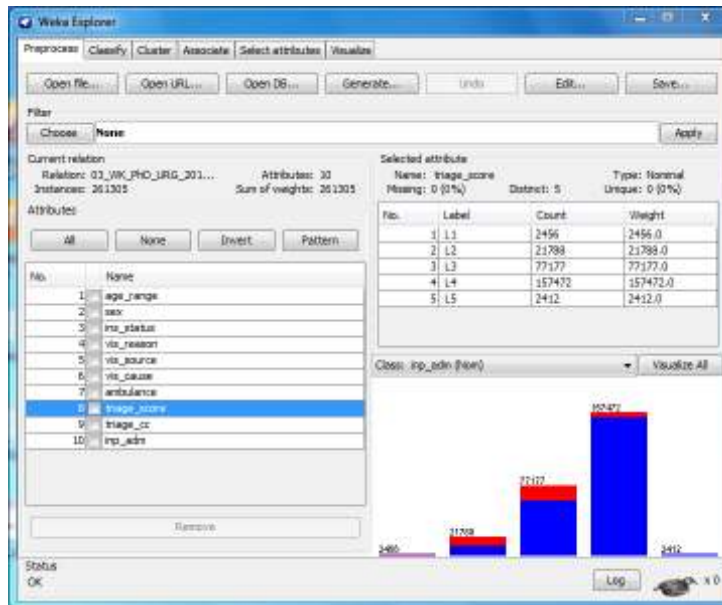 Weka Explorer
Preprocess Classify Cluster Associate Select attributes Visualize
Open file... Open URL... Open DB... Generate... Undo Edit... Save...
Filter
Choose None Apply
Current relation
Relation: 03_WK_PhD_URG_201... Attributes: 10
Instances: 261305 Sum of weights: 261305
Attributes
All None Invert Pattern
No. Name
1 age_range
2 sex
3 ins_status
4 vis_reason
5 vis_source
6 vis_cause
7 ambulance
8 triage_score
9 triage_cc
10 inp_adm
Remove
Selected attribute
Name: triage_score Type: Nominal
Missing: 0 (0%) Distinct: 5 Unique: 0 (0%)
No. Label Count Weight
1 L1 2456 2456.0
2 L2 21788 21788.0
3 L3 77177 77177.0
4 L4 157472 157472.0
5 L5 2412 2412.0
Class: inp_adm (Nom) Visualize All
157472
77177
21788
2456 2412
Status
OK
Log x 0